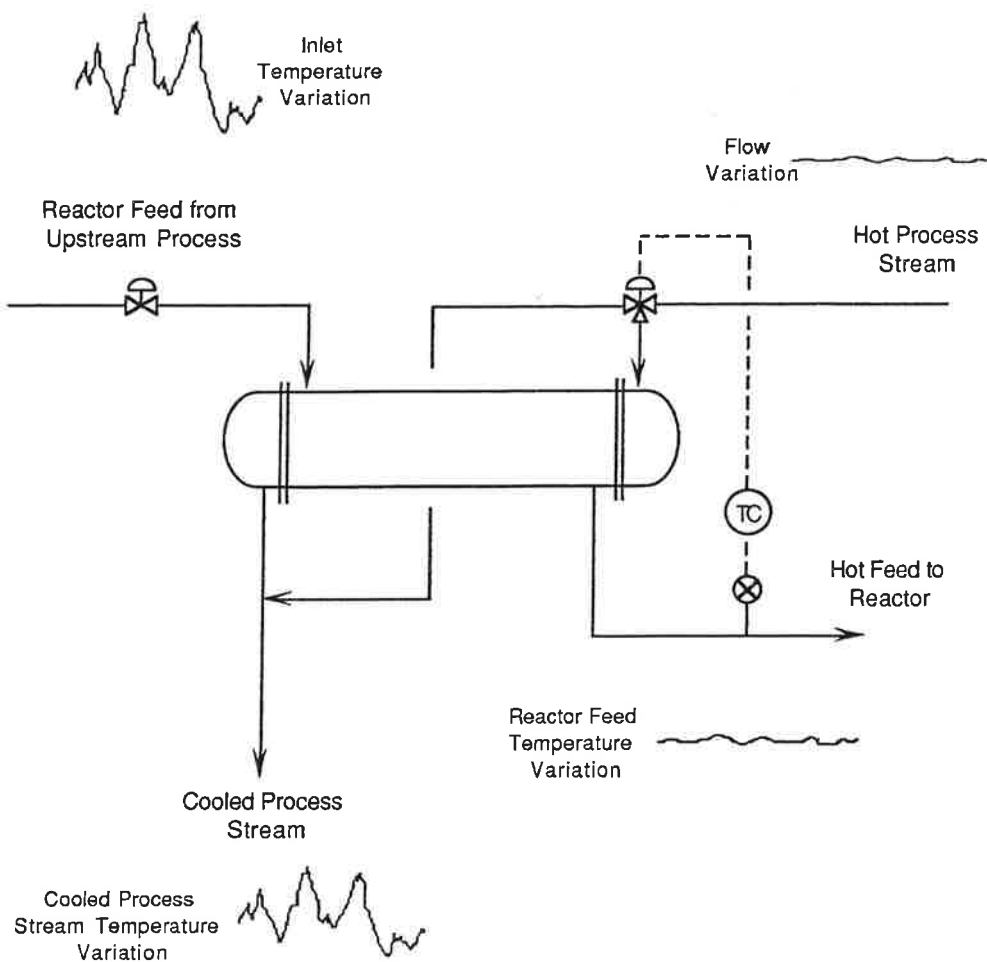 Inlet
Temperature
Variation
Flow
Variation
Reactor Feed from
Upstream Process
Hot Process
Stream
TC
Hot Feed to
Reactor
Reactor Feed
Temperature
Variation
Cooled Process
Stream
Cooled Process
Stream Temperature
Variation